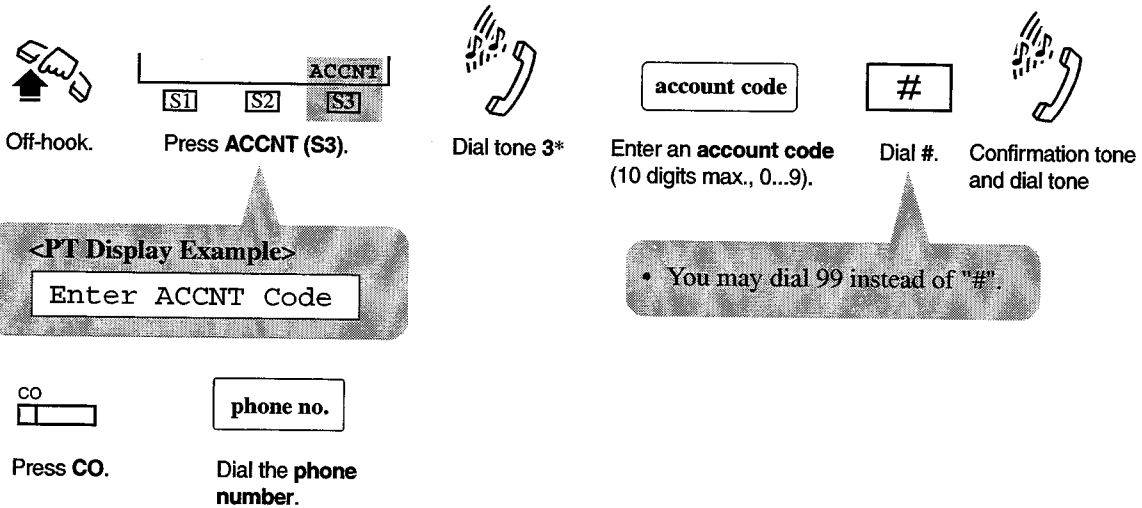 ACCNT
S1 S2 S3
Off-hook.
Press ACCNT (S3).
Dial tone 3*
account code
Enter an account code
(10 digits max., 0...9).
#
Dial #.
Confirmation tone
and dial tone
<PT Display Example>
Enter ACCNT Code
• You may dial 99 instead of "#".
CO
Press CO.
phone no.
Dial the phone
number.